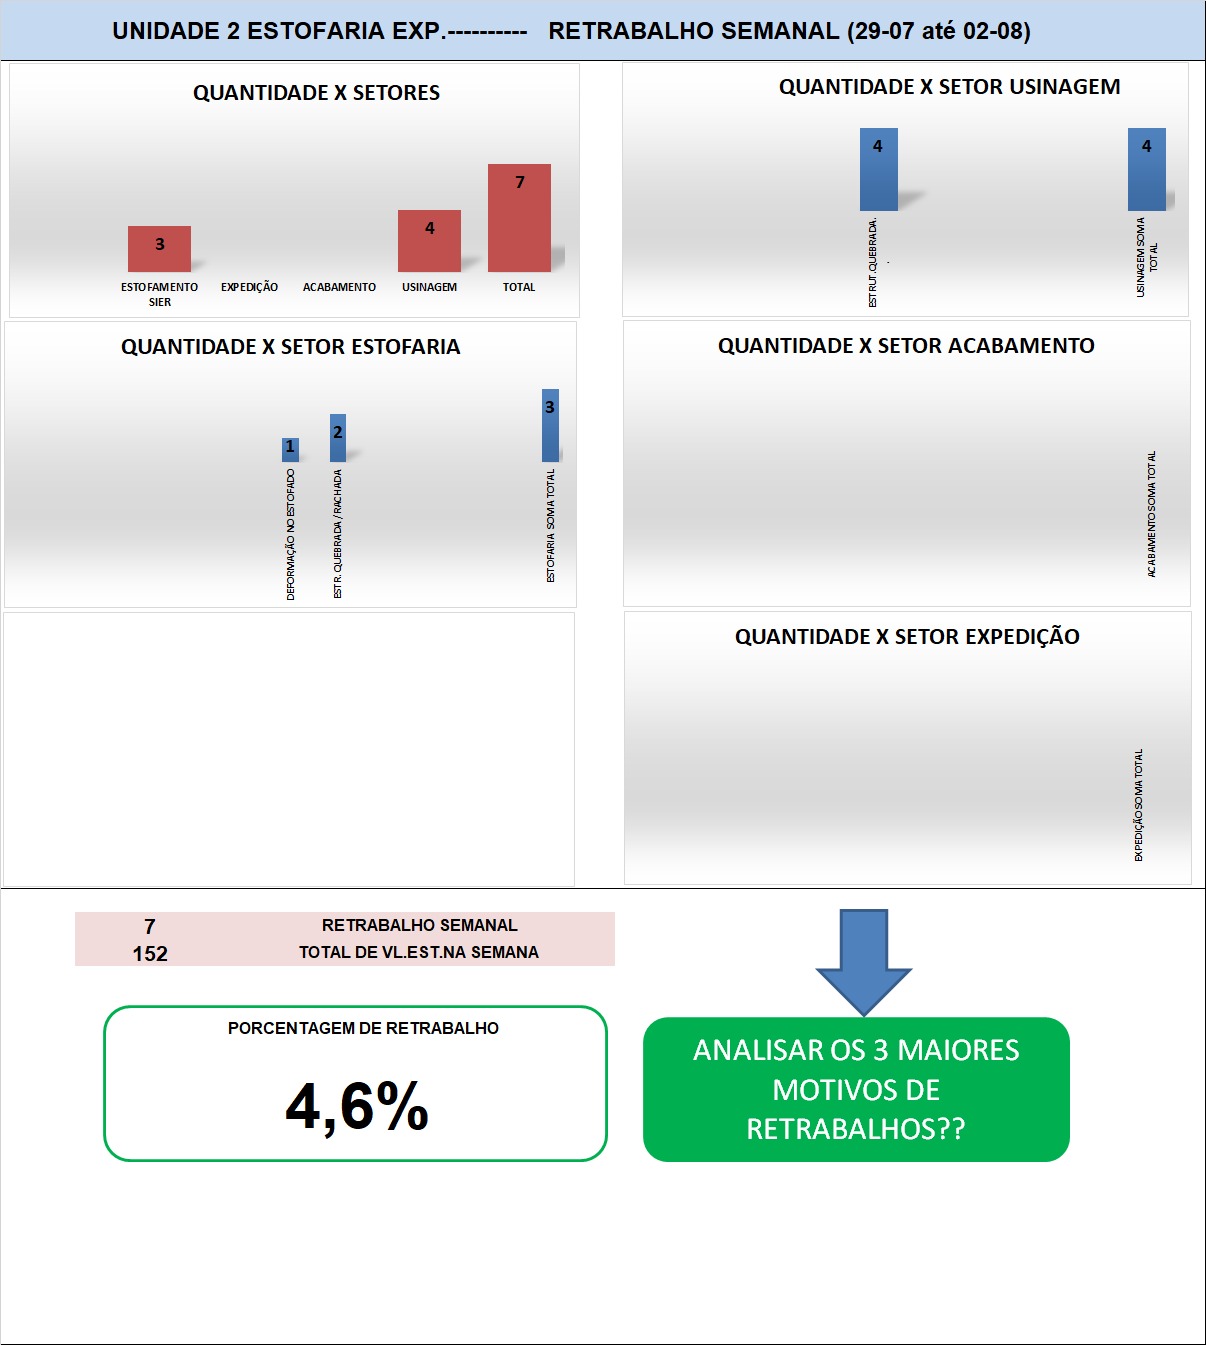 UNIDADE 2 ESTOFARIA EXP.---------- RETRABALHO SEMANAL (29-07 até 02-08)
QUANTIDADE X SETORES
3
4
7
ESTOFAMENTO
SIER
EXPEDIÇÃO
ACABAMENTO
USINAGEM
TOTAL
QUANTIDADE X SETOR USINAGEM
4
4
ESTRUT.QUEBRADA.
.
USINAGEM SOMA
TOTAL
QUANTIDADE X SETOR ESTOFARIA
1
2
3
DEFORMAÇÃO NO ESTOFADO
ESTR. QUEBRADA / RACHADA
ESTOFARIA SOMA TOTAL
QUANTIDADE X SETOR ACABAMENTO
ACABAMENTO SOMA TOTAL
QUANTIDADE X SETOR EXPEDIÇÃO
EXPEDIÇÃO SOMA TOTAL
7 RETRABALHO SEMANAL
152 TOTAL DE VL.EST.NA SEMANA
PORCENTAGEM DE RETRABALHO
4,6%
ANALISAR OS 3 MAIORES
MOTIVOS DE
RETRABALHOS??